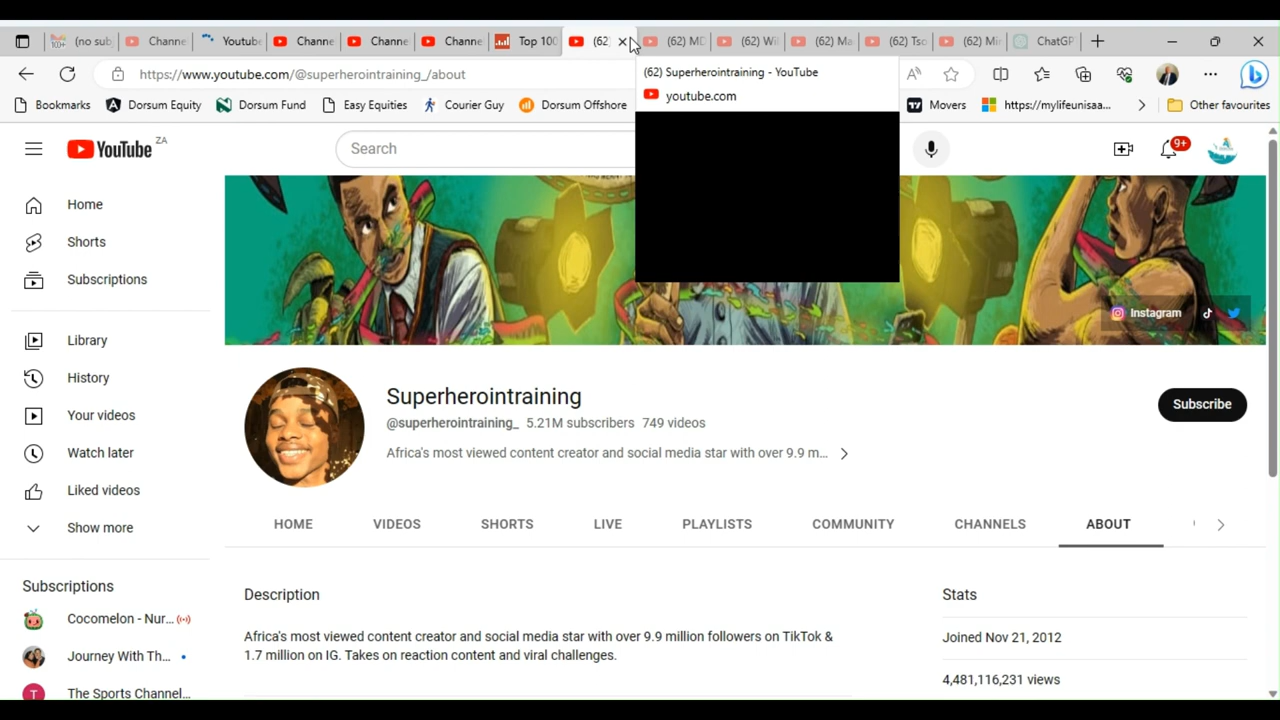 100+ (no sub
Channe
Youtube
Channe
Channe
Channe
Top 100
(62)
(62) MD
(62) Wil
(62) Ma
(62) Tso
(62) Mir
ChatGP
https://www.youtube.com/@superherointraining_/about
(62) Superherointraining - YouTube
youtube.com
Bookmarks
Dorsum Equity
Dorsum Fund
Easy Equities
Courier Guy
Dorsum Offshore
Movers
https://mylifeunisaa...
Other favourites
YouTube ZA
Search
9+
Home
Shorts
Subscriptions
Library
History
Your videos
Watch later
Liked videos
Show more
Subscriptions
Cocomelon - Nur...
Journey With Th...
T The Sports Channel...
Instagram
Superherointraining
@superherointraining_ 5.21M subscribers 749 videos
Africa's most viewed content creator and social media star with over 9.9 m...
Subscribe
HOME VIDEOS SHORTS LIVE PLAYLISTS COMMUNITY CHANNELS ABOUT
Description
Africa's most viewed content creator and social media star with over 9.9 million followers on TikTok &
1.7 million on IG. Takes on reaction content and viral challenges.
Stats
Joined Nov 21, 2012
4,481,116,231 views